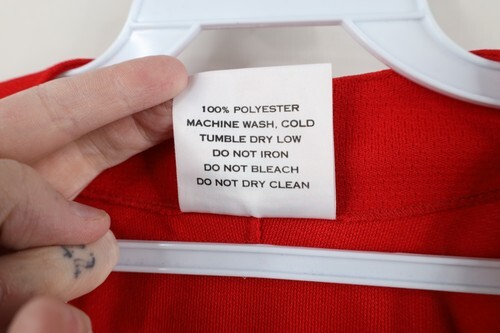 100% POLYESTER
MACHINE WASH, COLD
TUMBLE DRY LOW
DO NOT IRON
DO NOT BLEACH
DO NOT DRY CLEAN